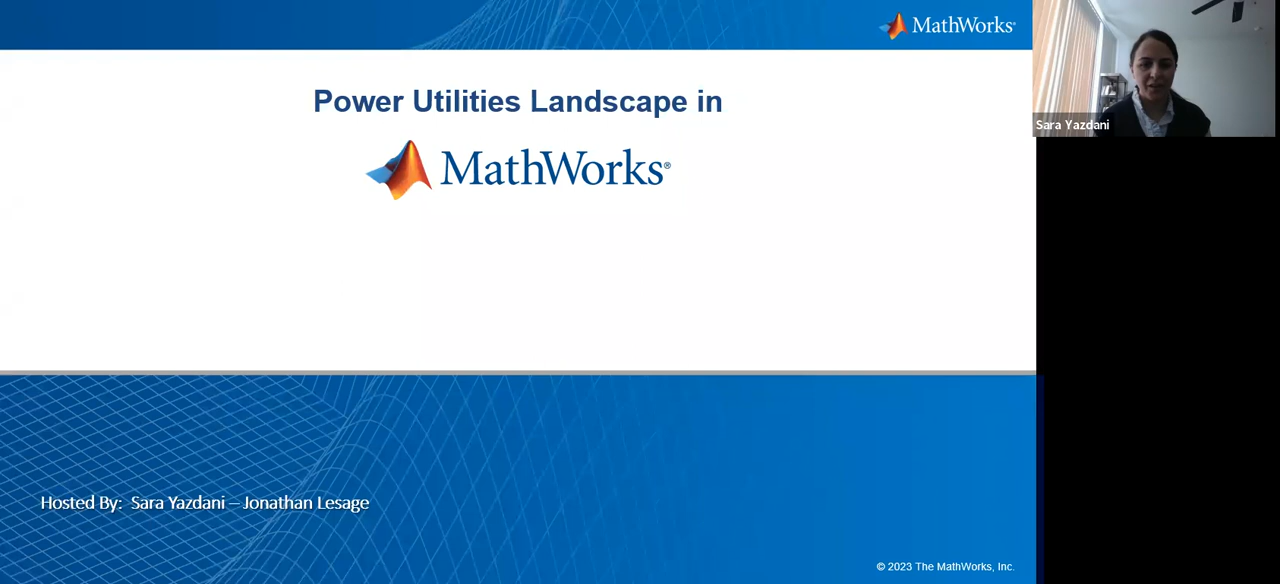 MathWorks®
Sara Yazdani
Power Utilities Landscape in
MathWorks®
Hosted By: Sara Yazdani – Jonathan Lesage
© 2023 The MathWorks, Inc.